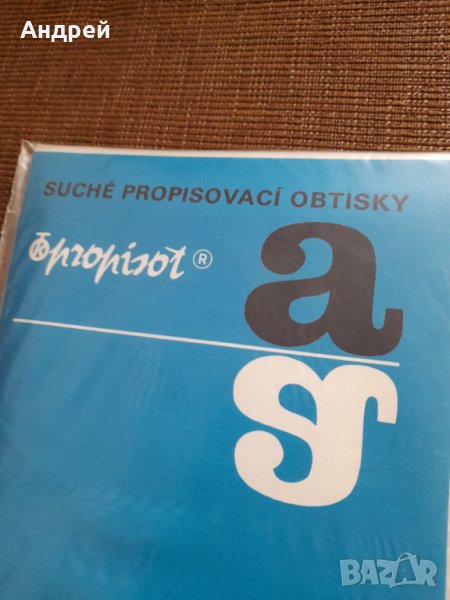 Андрей
SUCHÉ PROPISOVACÍ OBTISKY
propisot ®
a
BAZAR